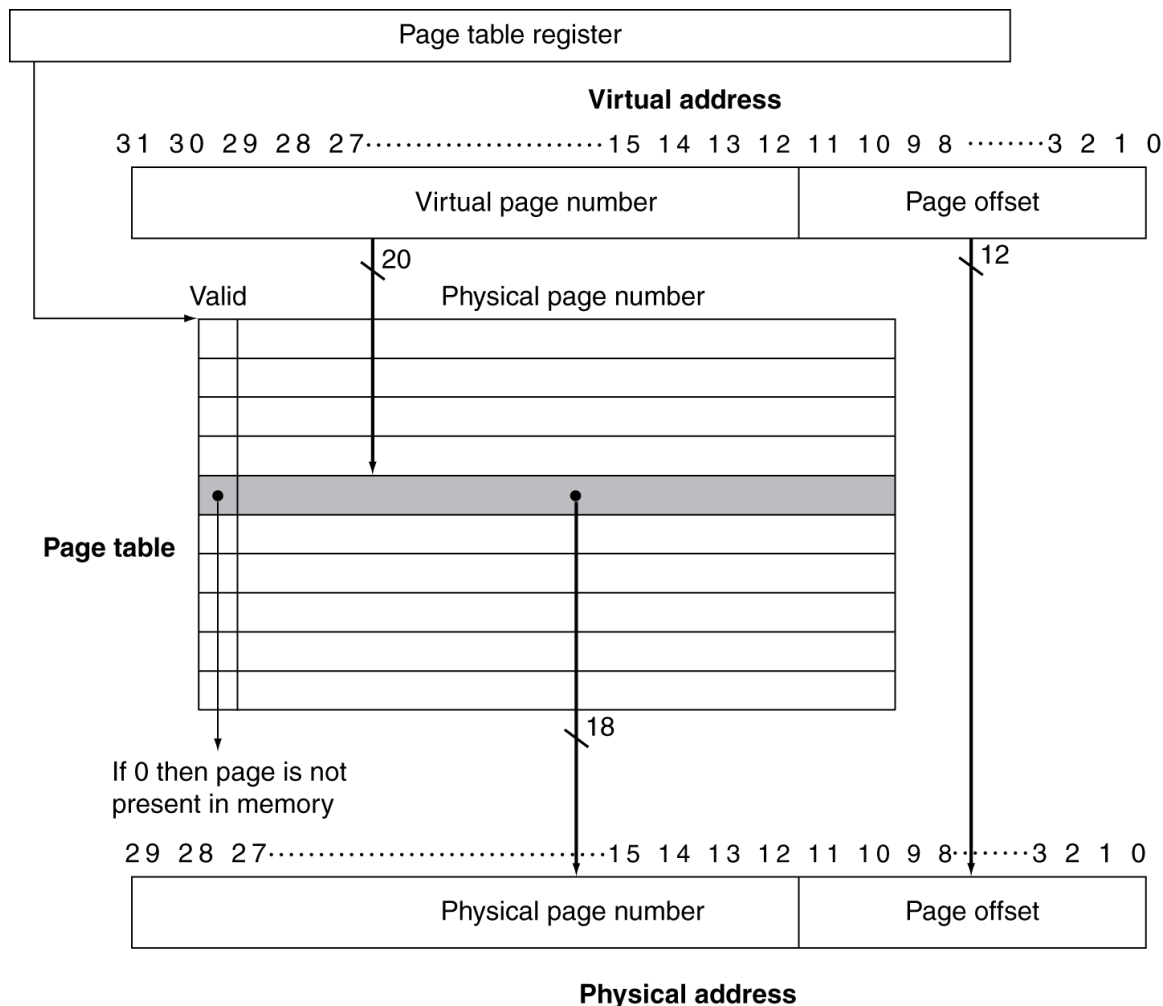 Page table register
Virtual address
31 30 29 28 27·························15 14 13 12 11 10 9 8 ········3 2 1 0
Virtual page number
Page offset
20
12
Valid
Physical page number
Page table
18
If 0 then page is not
present in memory
29 28 27···································15 14 13 12 11 10 9 8········3 2 1 0
Physical page number
Page offset
Physical address